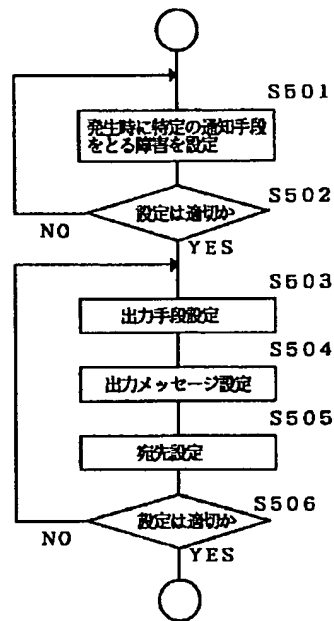 S501
発生時に特定の通知手段
をとる障害を設定
S502
設定は適切か
NO
YES
S503
出力手段設定
S504
出力メッセージ設定
S505
宛先設定
S506
設定は適切か
NO
YES